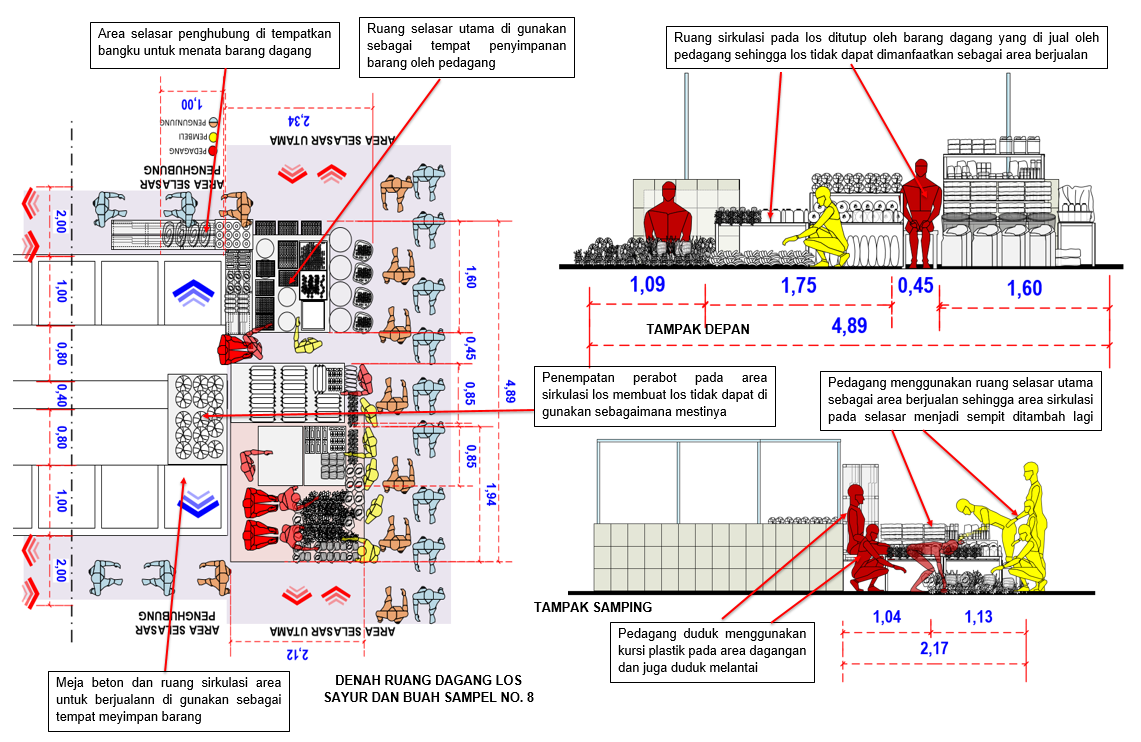 Area selasar penghubung di tempatkan
bangku untuk menata barang dagang
Ruang selasar utama di gunakan
sebagai tempat penyimpanan
barang oleh pedagang
Ruang sirkulasi pada los ditutup oleh barang dagang yang di jual oleh
pedagang sehingga los tidak dapat dimanfaatkan sebagai area berjualan
1,00
2,34
PENGUNJUNG
PEMBELI
PEDAGANG
AREA SELASAR UTAMA
AREA SELASAR
PENGHUBUNG
2,00
1,00
0,80
0,40
0,80
1,00
2,00
1,60
0,45
0,85
4,89
0,85
1,94
AREA SELASAR
PENGHUBUNG
AREA SELASAR UTAMA
2,12
DENAH RUANG DAGANG LOS
SAYUR DAN BUAH SAMPEL NO. 8
Meja beton dan ruang sirkulasi area
untuk berjualann di gunakan sebagai
tempat meyimpan barang
1,09
1,75
0,45
1,60
TAMPAK DEPAN
4,89
Penempatan perabot pada area
sirkulasi los membuat los tidak dapat di
gunakan sebagaimana mestinya
Pedagang menggunakan ruang selasar utama
sebagai area berjualan sehingga area sirkulasi
pada selasar menjadi sempit ditambah lagi
TAMPAK SAMPING
1,04
1,13
2,17
Pedagang duduk menggunakan
kursi plastik pada area dagangan
dan juga duduk melantai